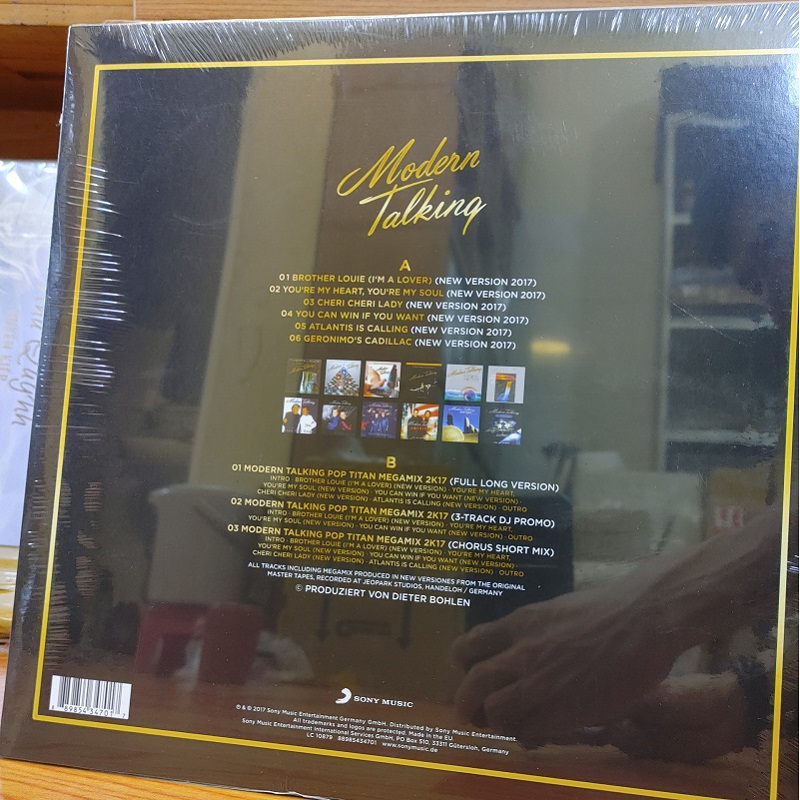 Modern
Talking
A
01 BROTHER LOUIE (I'M A LOVER) (NEW VERSION 2017)
02 YOU'RE MY HEART, YOU'RE MY SOUL (NEW VERSION 2017)
03 CHERI CHERI LADY (NEW VERSION 2017)
04 YOU CAN WIN IF YOU WANT (NEW VERSION 2017)
05 ATLANTIS IS CALLING (NEW VERSION 2017)
06 GERONIMO'S CADILLAC (NEW VERSION 2017)
B
01 MODERN TALKING POP TITAN MEGAMIX 2K17 (FULL LONG VERSION)
INTRO · BROTHER LOUIE (I'M A LOVER) (NEW VERSION) · YOU'RE MY HEART,
YOU'RE MY SOUL (NEW VERSION) · YOU CAN WIN IF YOU WANT (NEW VERSION) ·
CHERI CHERI LADY (NEW VERSION) · ATLANTIS IS CALLING (NEW VERSION) · OUTRO
02 MODERN TALKING POP TITAN MEGAMIX 2K17 (3-TRACK DJ PROMO)
INTRO · BROTHER LOUIE (I'M A LOVER) (NEW VERSION) · YOU'RE MY HEART,
YOU'RE MY SOUL (NEW VERSION) · YOU CAN WIN IF YOU WANT (NEW VERSION) · OUTRO
03 MODERN TALKING POP TITAN MEGAMIX 2K17 (CHORUS SHORT MIX)
INTRO · BROTHER LOUIE (I'M A LOVER) (NEW VERSION) · YOU'RE MY HEART,
YOU'RE MY SOUL (NEW VERSION) · YOU CAN WIN IF YOU WANT (NEW VERSION) ·
CHERI CHERI LADY (NEW VERSION) · ATLANTIS IS CALLING (NEW VERSION) · OUTRO
ALL TRACKS INCLUDING MEGAMIX PRODUCED IN NEW VERSIONES FROM THE ORIGINAL
MASTER TAPES, RECORDED AT JEOPARK STUDIOS, HANDELOH / GERMANY
© PRODUZIERT VON DIETER BOHLEN
SONY MUSIC
8 89854 34701 7
℗ & © 2017 Sony Music Entertainment Germany GmbH. Distributed by Sony Music Entertainment.
All trademarks and logos are protected. Made in the EU.
Sony Music Entertainment International Services GmbH, PO Box 510, 33311 Gütersloh, Germany
LC 10879 88985434701 www.sonymusic.de